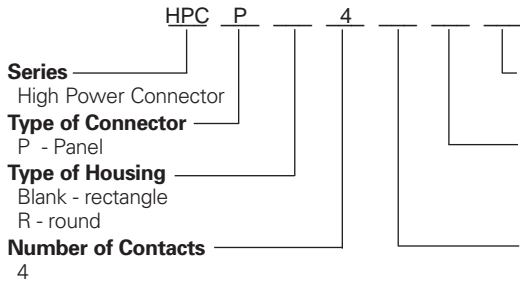 HPC P ___ 4 ___ ___ ___
Series
High Power Connector
Type of Connector
P - Panel
Type of Housing
Blank - rectangle
R - round
Number of Contacts
4